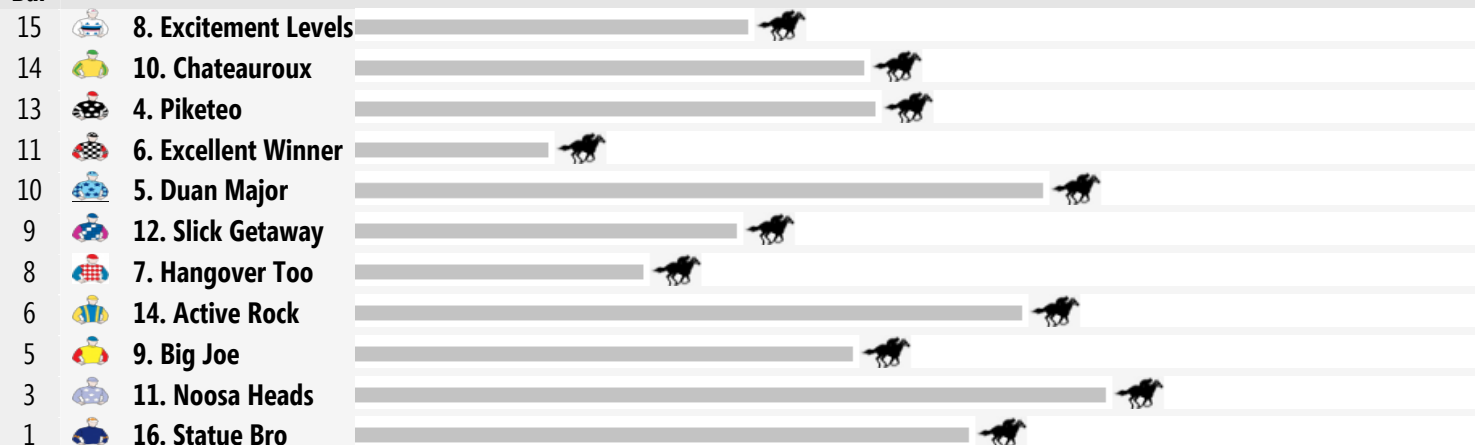 Bar
15 8. Excitement Levels
14 10. Chateauroux
13 4. Piketeo
11 6. Excellent Winner
10 5. Duan Major
9 12. Slick Getaway
8 7. Hangover Too
6 14. Active Rock
5 9. Big Joe
3 11. Noosa Heads
1 16. Statue Bro